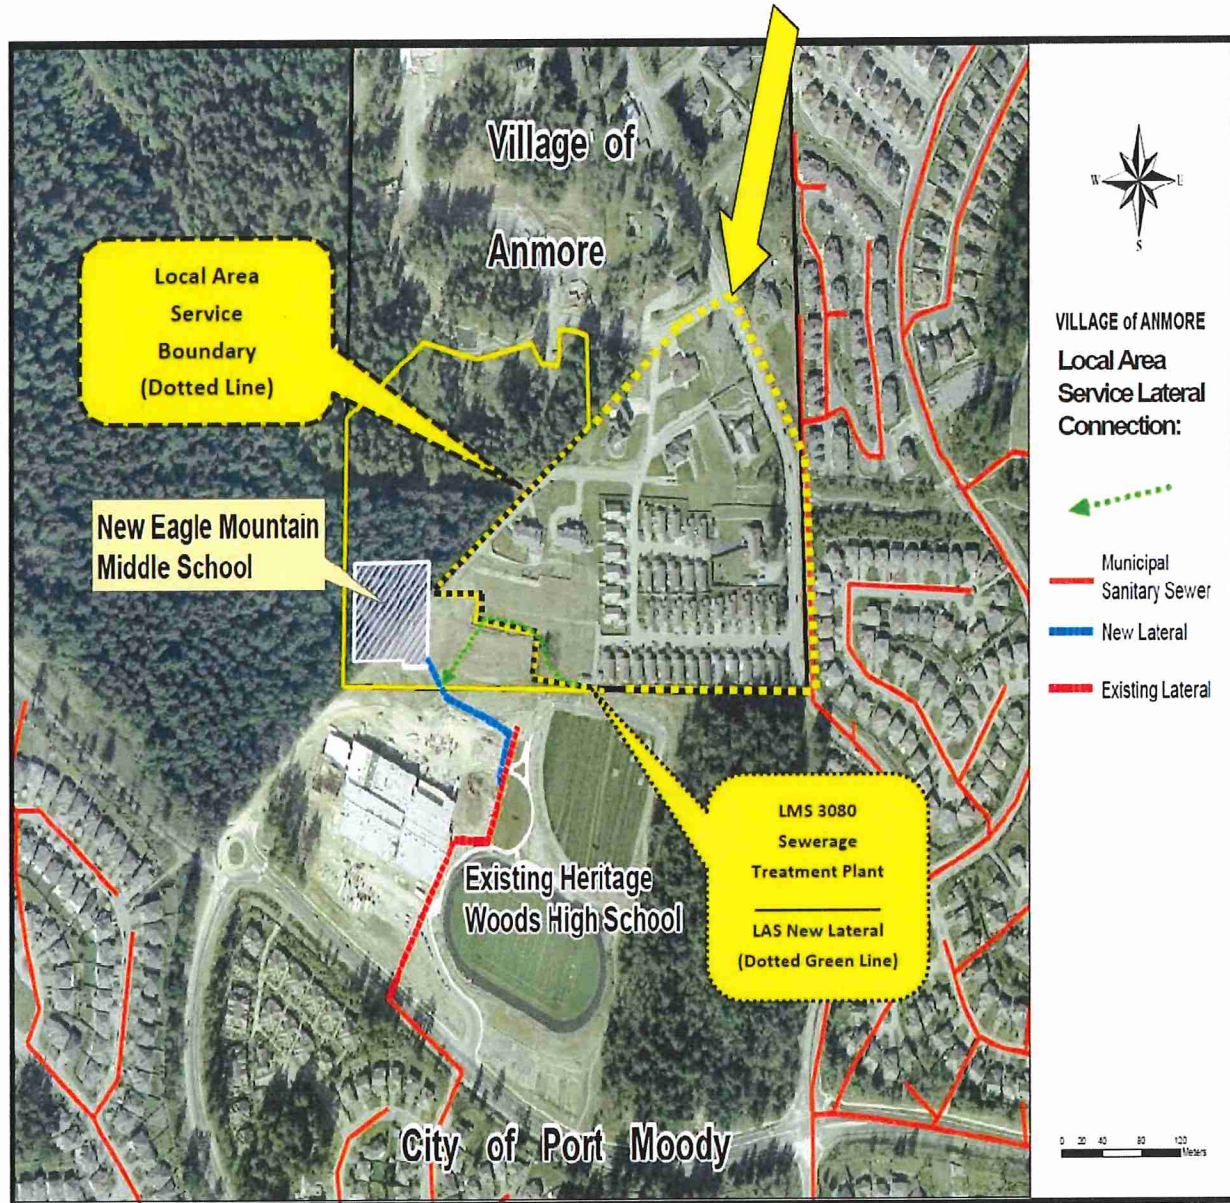 Village of
Anmore
Local Area
Service
Boundary
(Dotted Line)
New Eagle Mountain
Middle School
LMS 3080
Sewerage
Treatment Plant
LAS New Lateral
(Dotted Green Line)
Existing Heritage
Woods High School
City of Port Moody
W
E
S
VILLAGE of ANMORE
Local Area
Service Lateral
Connection:
Municipal
Sanitary Sewer
New Lateral
Existing Lateral
0 20 40 80 120
Meters